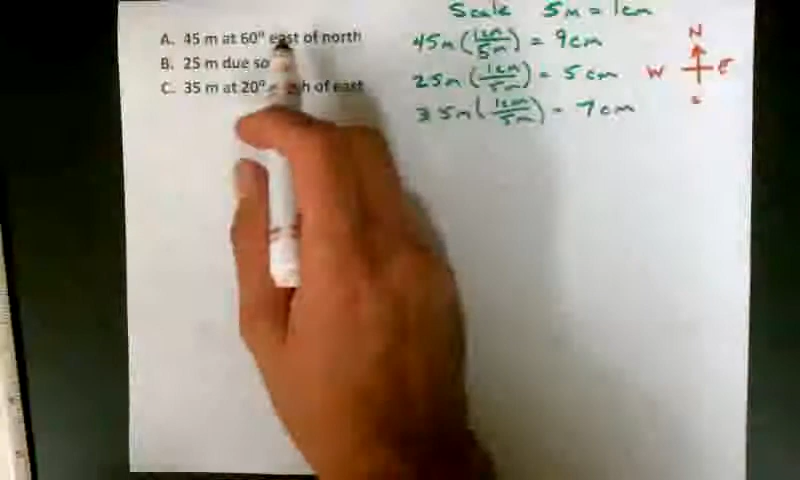 Scale 5m = 1cm
A. 45 m at 60° east of north
B. 25 m due so
C. 35 m at 20° h of east
45m (1cm/5m) = 9cm
25m (1cm/5m) = 5cm
35m (1cm/5m) = 7cm
N
W E
S